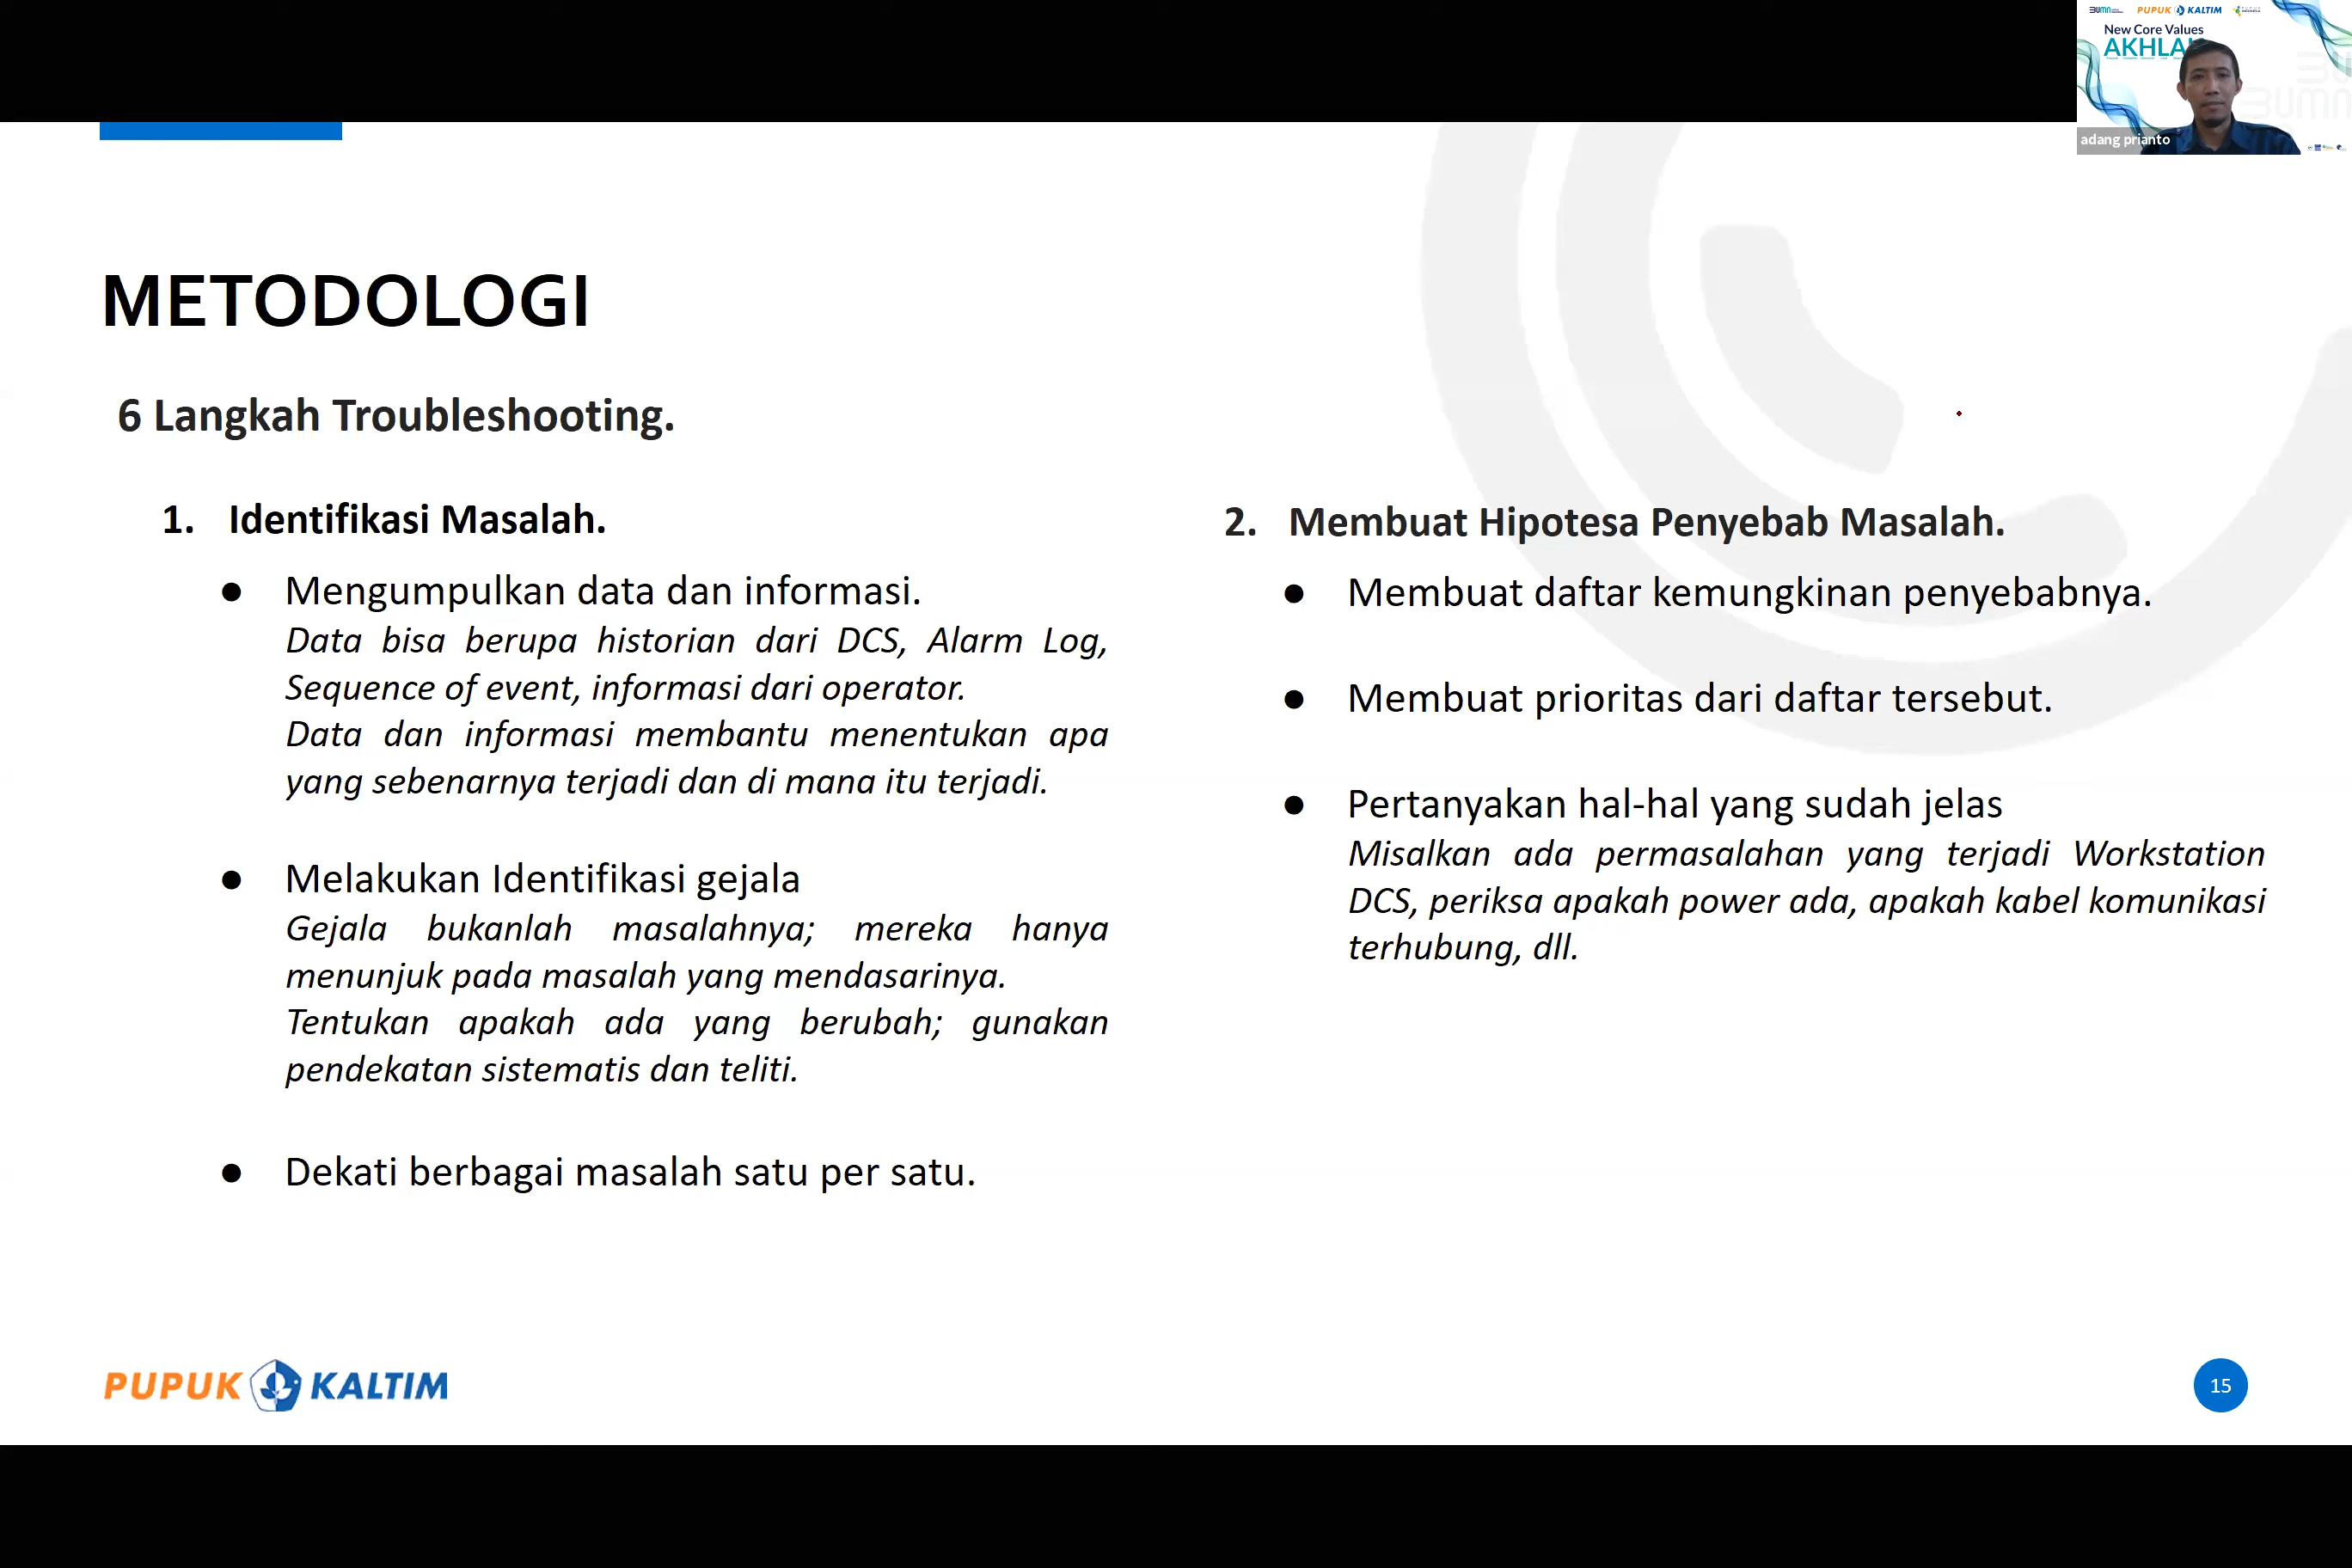 BUMN
PUPUK KALTIM
New Core Values
AKHLA
BUMN
adang prianto
METODOLOGI
6 Langkah Troubleshooting.
1. Identifikasi Masalah.
● Mengumpulkan data dan informasi.
Data bisa berupa historian dari DCS, Alarm Log,
Sequence of event, informasi dari operator.
Data dan informasi membantu menentukan apa
yang sebenarnya terjadi dan di mana itu terjadi.
● Melakukan Identifikasi gejala
Gejala bukanlah masalahnya; mereka hanya
menunjuk pada masalah yang mendasarinya.
Tentukan apakah ada yang berubah; gunakan
pendekatan sistematis dan teliti.
● Dekati berbagai masalah satu per satu.
2. Membuat Hipotesa Penyebab Masalah.
● Membuat daftar kemungkinan penyebabnya.
● Membuat prioritas dari daftar tersebut.
● Pertanyakan hal-hal yang sudah jelas
Misalkan ada permasalahan yang terjadi Workstation
DCS, periksa apakah power ada, apakah kabel komunikasi
terhubung, dll.
PUPUK KALTIM
15